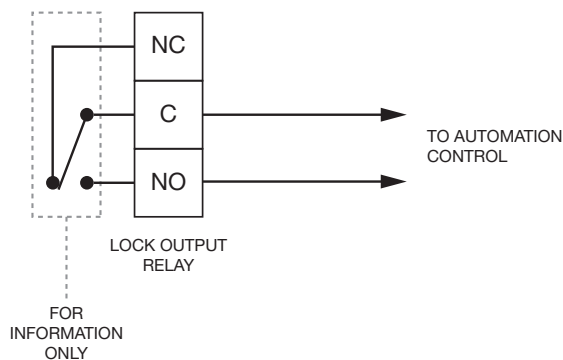 NC
C
NO
TO AUTOMATION
CONTROL
LOCK OUTPUT
RELAY
FOR
INFORMATION
ONLY